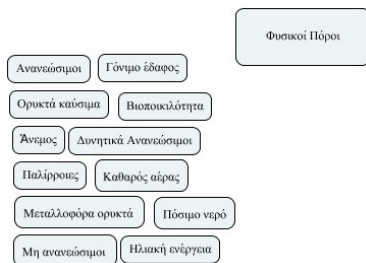 Φυσικοί Πόροι
Ανανεώσιμοι
Γόνιμο έδαφος
Ορυκτά καύσιμα
Βιοποικιλότητα
Άνεμος
Δυνητικά Ανανεώσιμοι
Παλίρροιες
Καθαρός αέρας
Μεταλλοφόρα ορυκτά
Πόσιμο νερό
Μη ανανεώσιμοι
Ηλιακή ενέργεια